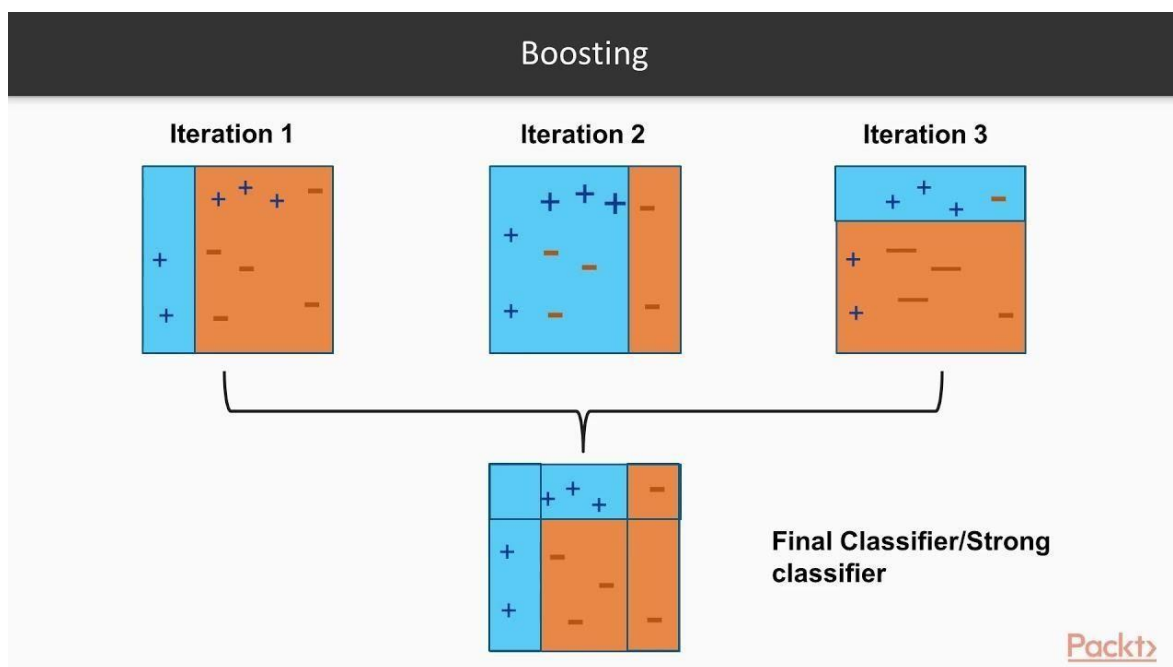 Boosting
Iteration 1
Iteration 2
Iteration 3
Final Classifier/Strong
classifier
Packt>